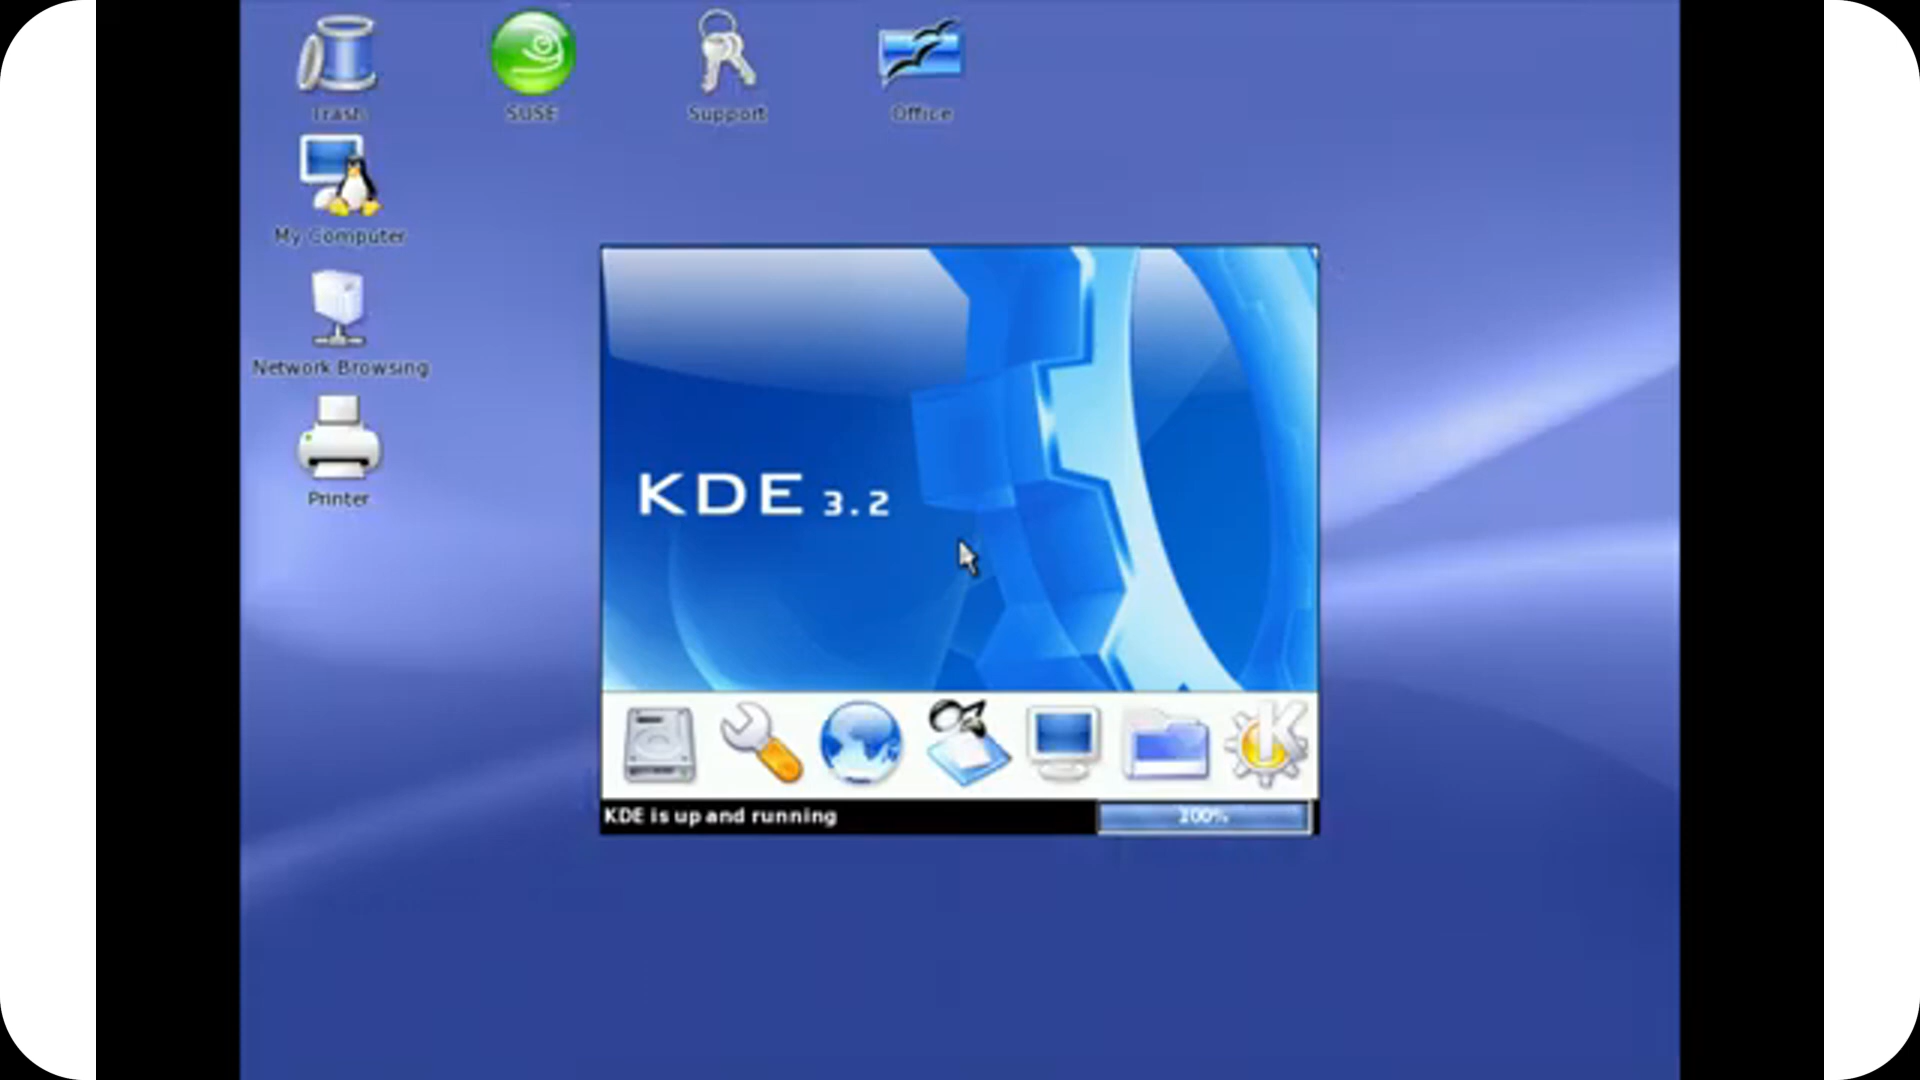 Trash
SUSE
Support
Office
My Computer
Network Browsing
Printer
KDE 3.2
KDE is up and running
100%